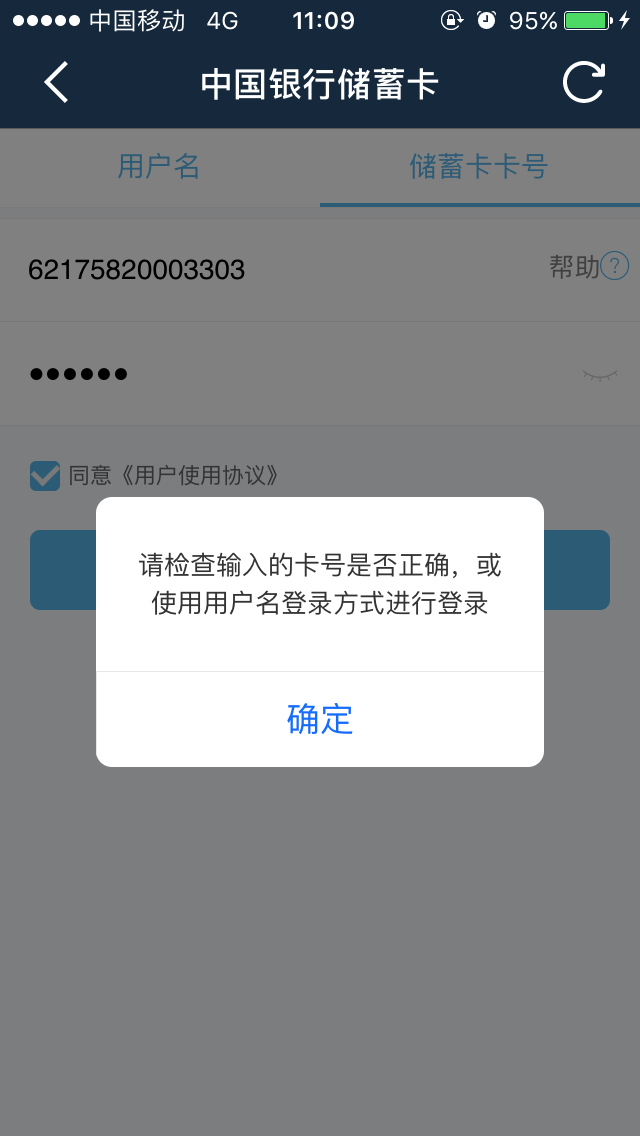 中国移动 4G 11:09 95%
中国银行储蓄卡
用户名 储蓄卡卡号
62175820003303 帮助?
同意《用户使用协议》
请检查输入的卡号是否正确，或
使用用户名登录方式进行登录
确定